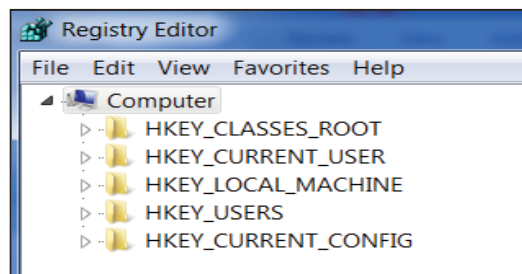 Registry Editor
File Edit View Favorites Help
Computer
HKEY_CLASSES_ROOT
HKEY_CURRENT_USER
HKEY_LOCAL_MACHINE
HKEY_USERS
HKEY_CURRENT_CONFIG